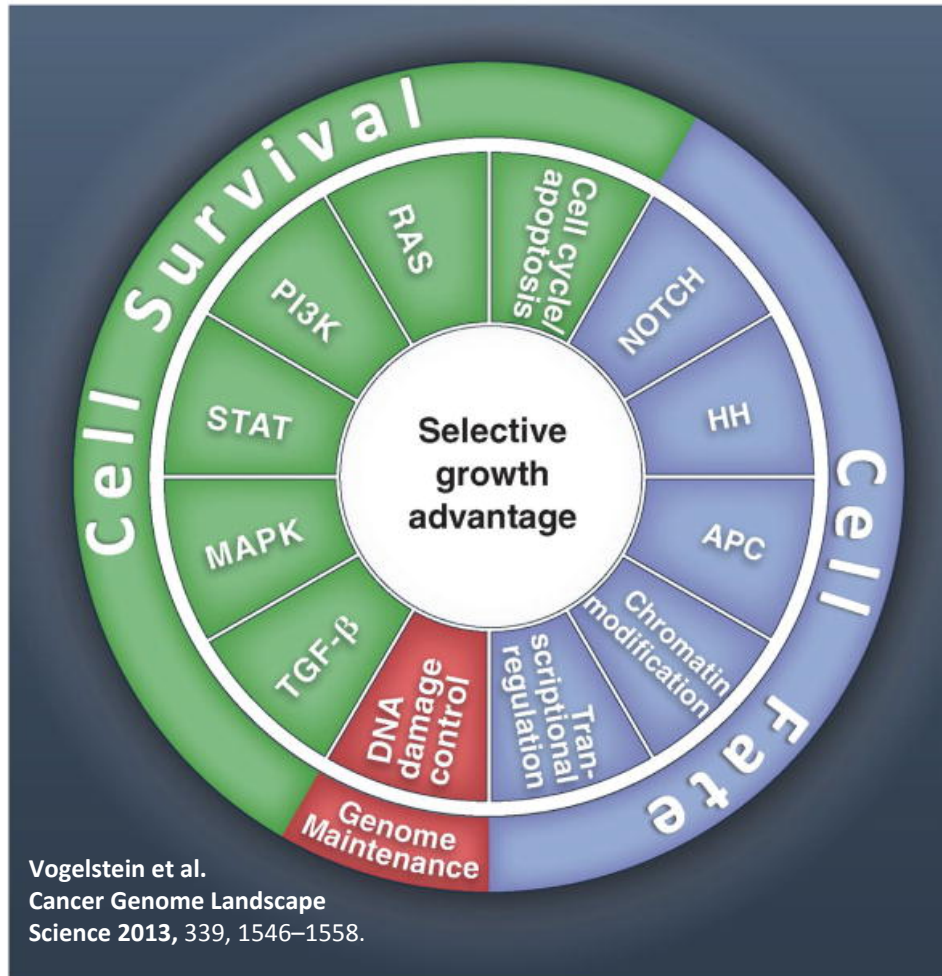 Cell Survival
Cell cycle/
apoptosis
RAS
PI3K
STAT
MAPK
TGF-β
NOTCH
HH
APC
Chromatin
modification
Tran-
scriptional
regulation
Cell Fate
DNA
damage
control
Genome
Maintenance
Selective
growth
advantage
Vogelstein et al.
Cancer Genome Landscape
Science 2013, 339, 1546–1558.